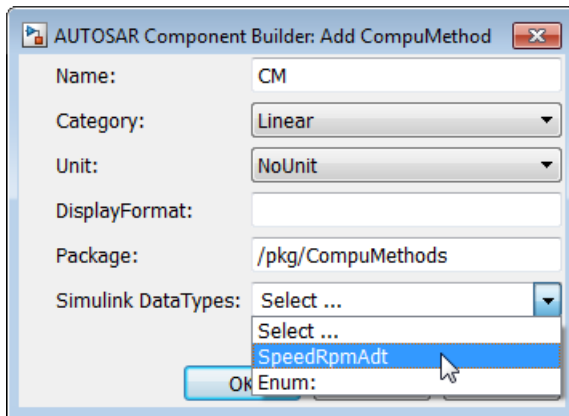 AUTOSAR Component Builder: Add CompuMethod
Name: CM
Category: Linear
Unit: NoUnit
DisplayFormat:
Package: /pkg/CompuMethods
Simulink DataTypes: Select ...
Select ...
SpeedRpmAdt
Enum: